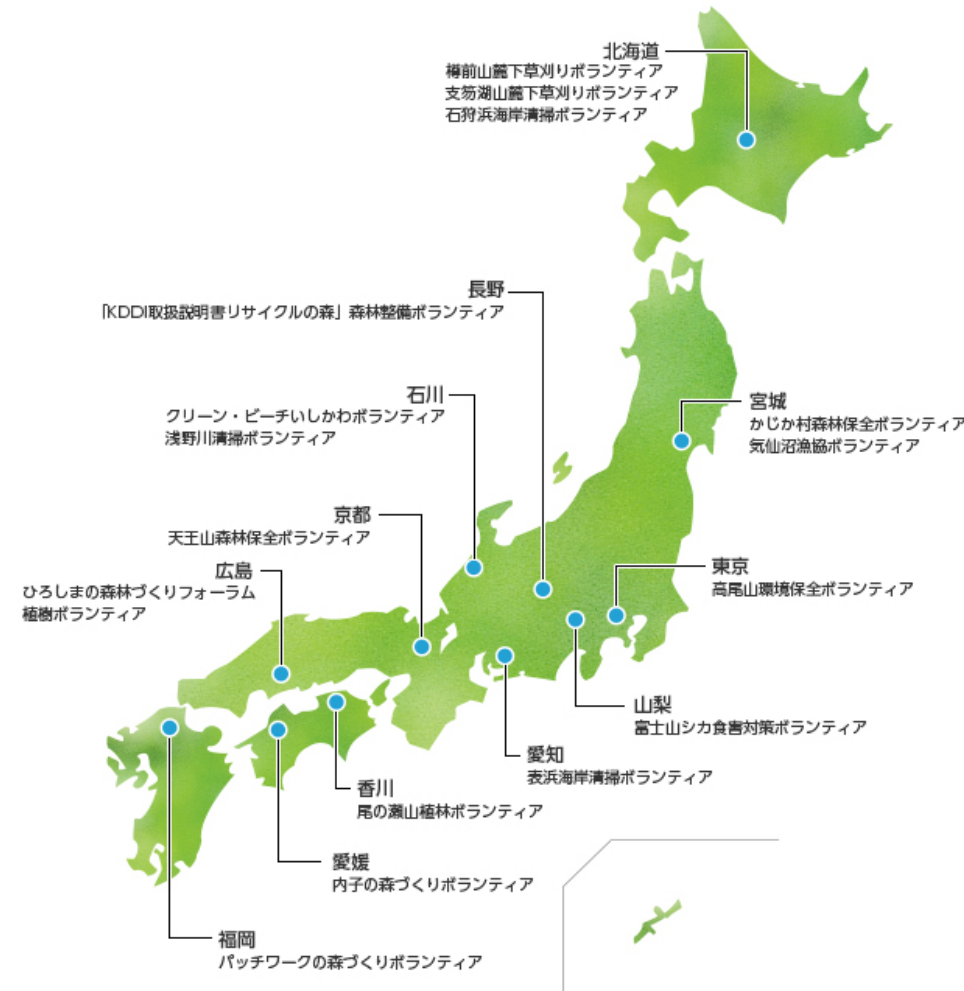 北海道
樽前山麓下草刈りボランティア
支笏湖山麓下草刈りボランティア
石狩浜海岸清掃ボランティア
長野
「KDDI取扱説明書リサイクルの森」森林整備ボランティア
石川
クリーン・ビーチいしかわボランティア
浅野川清掃ボランティア
宮城
かじか村森林保全ボランティア
気仙沼漁協ボランティア
京都
天王山森林保全ボランティア
広島
ひろしまの森林づくりフォーラム
植樹ボランティア
東京
高尾山環境保全ボランティア
山梨
富士山シカ食害対策ボランティア
愛知
表浜海岸清掃ボランティア
香川
尾の瀬山植林ボランティア
愛媛
内子の森づくりボランティア
福岡
パッチワークの森づくりボランティア